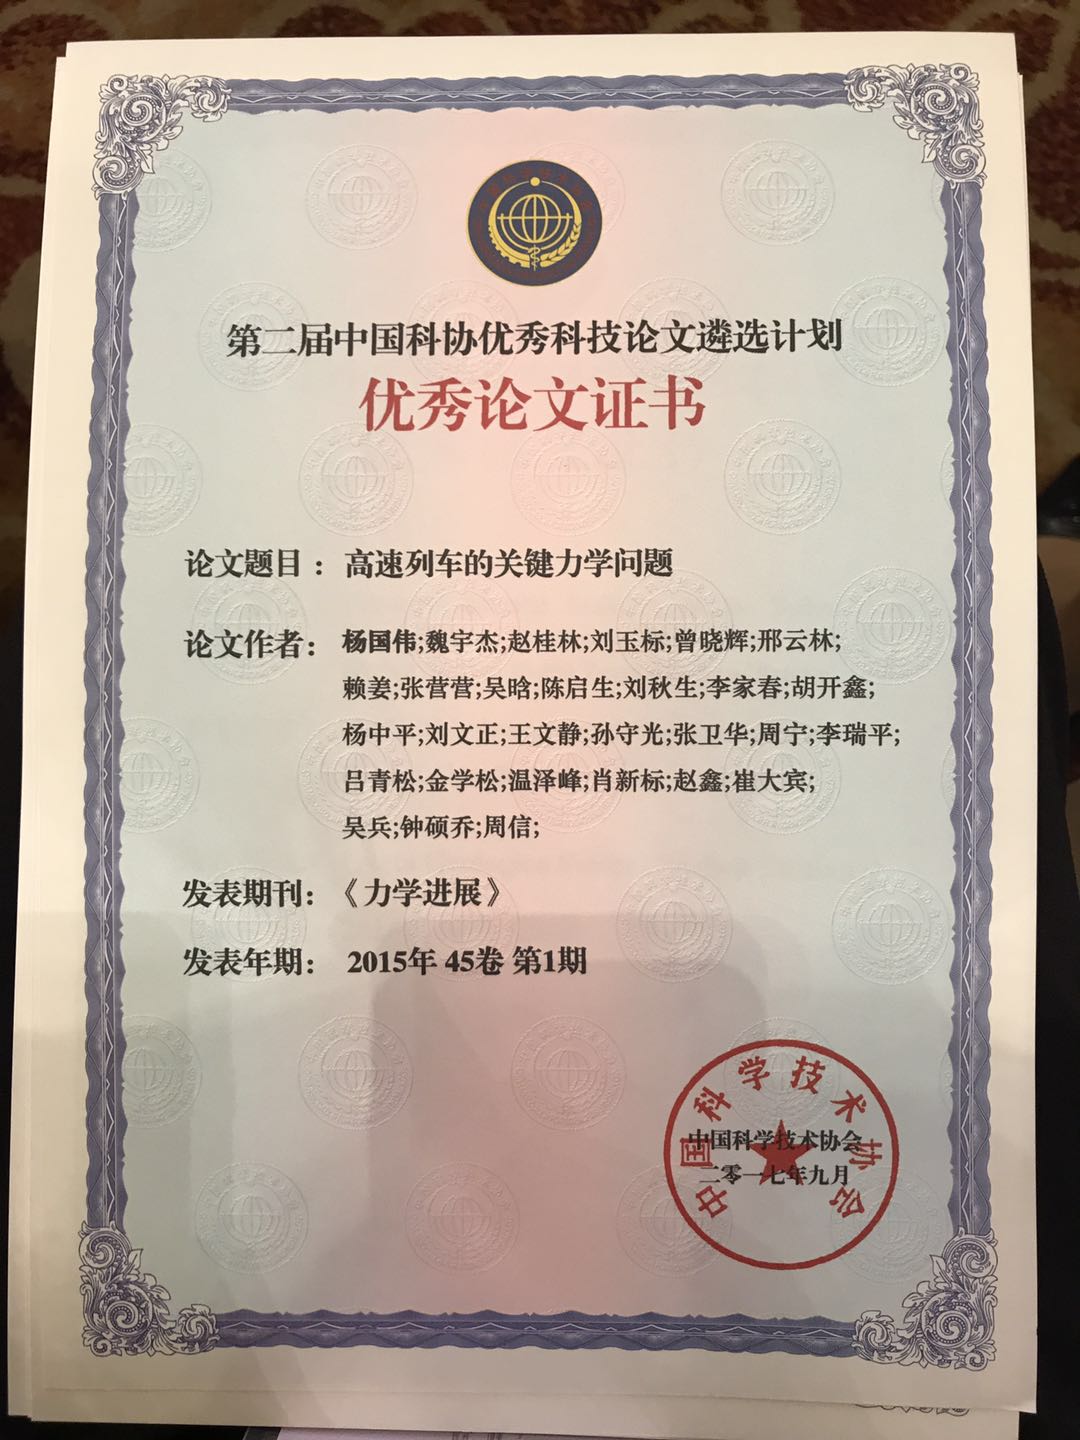 第二届中国科协优秀科技论文遴选计划
优秀论文证书
论文题目：高速列车的关键力学问题
论文作者：杨国伟;魏宇杰;赵桂林;刘玉标;曾晓辉;邢云林;
赖姜;张营营;吴晗;陈启生;刘秋生;李家春;胡开鑫;
杨中平;刘文正;王文静;孙守光;张卫华;周宁;李瑞平;
吕青松;金学松;温泽峰;肖新标;赵鑫;崔大宾;
吴兵;钟硕乔;周信;
发表期刊：《力学进展》
发表年期： 2015年 45卷 第1期
中国科学技术协会
中国科学技术协会
二零一七年九月